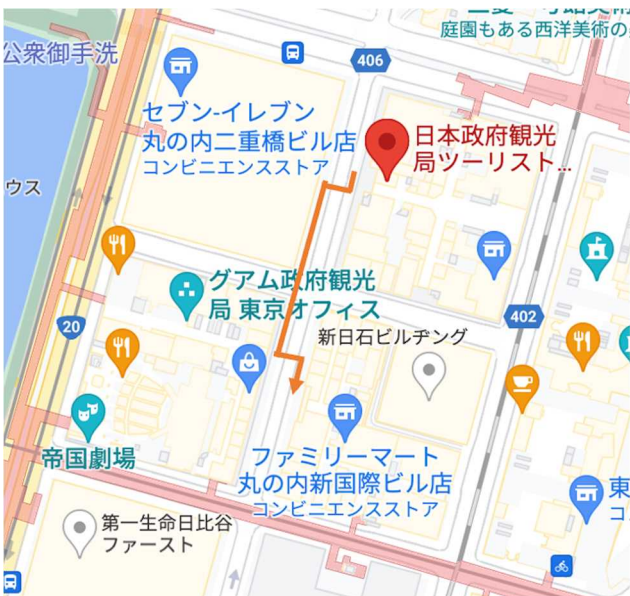 庭園もある西洋美術の
公衆御手洗
406
セブン-イレブン
丸の内二重橋ビル店
コンビニエンスストア
日本政府観光
局ツーリスト...
ウス
グアム政府観光
局 東京オフィス
402
20
新日石ビルヂング
帝国劇場
ファミリーマート
丸の内新国際ビル店
コンビニエンスストア
東
コ
第一生命日比谷
ファースト